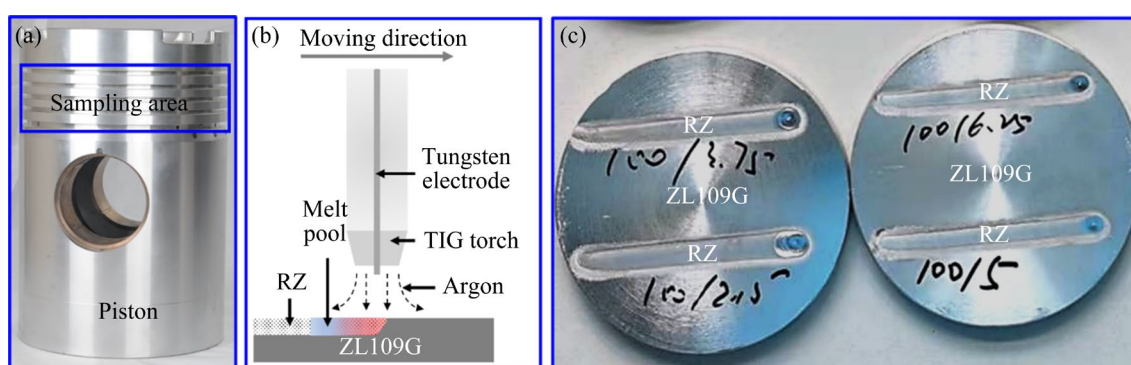 (a)
Sampling area
Piston
(b)
Moving direction
Tungsten
electrode
Melt
pool
TIG torch
RZ
Argon
ZL109G
(c)
RZ
100/3.75
ZL109G
RZ
100/2.5
RZ
100/6.25
ZL109G
RZ
100/5